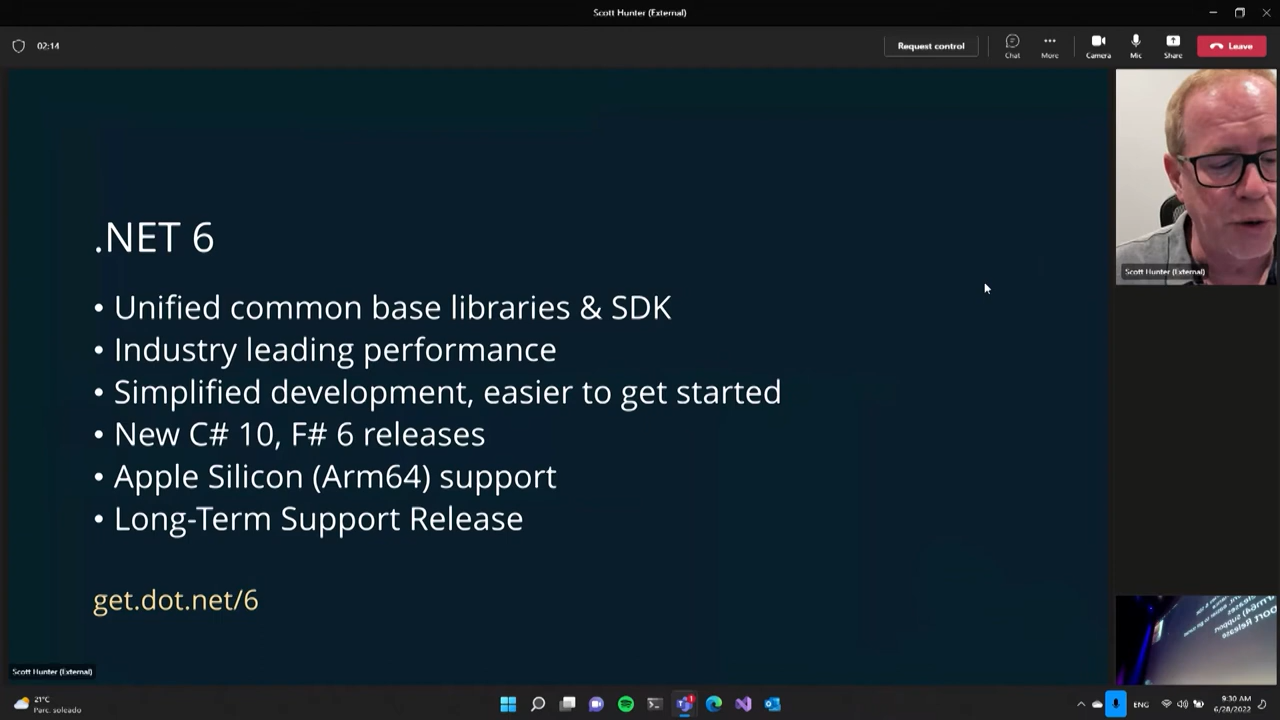 Scott Hunter (External)
02:14
Request control
Chat
More
Camera
Mic
Share
Leave
.NET 6
• Unified common base libraries & SDK
• Industry leading performance
• Simplified development, easier to get started
• New C# 10, F# 6 releases
• Apple Silicon (Arm64) support
• Long-Term Support Release
get.dot.net/6
Scott Hunter (External)
Scott Hunter (External)
21°C
Parc. soleado
1
ENG
9:30 AM
6/28/2022